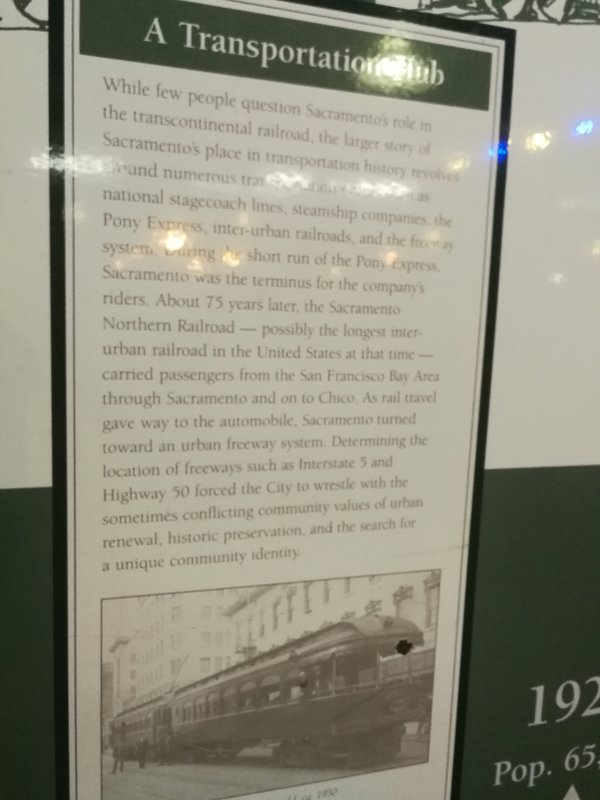 A Transportation Hub
While few people question Sacramento's role in
the transcontinental railroad, the larger story of
Sacramento's place in transportation history revolves
around numerous as
national stagecoach lines, steamship companies, the
Pony Express, inter-urban railroads, and the freeway
system. During the short run of the Pony Express,
Sacramento was the terminus for the company's
riders. About 75 years later, the Sacramento
Northern Railroad — possibly the longest inter-
urban railroad in the United States at that time —
carried passengers from the San Francisco Bay Area
through Sacramento and on to Chico. As rail travel
gave way to the automobile, Sacramento turned
toward an urban freeway system. Determining the
location of freeways such as Interstate 5 and
Highway 50 forced the City to wrestle with the
sometimes conflicting community values of urban
renewal, historic preservation, and the search for
a unique community identity.
ca. 1930
192
Pop. 65,